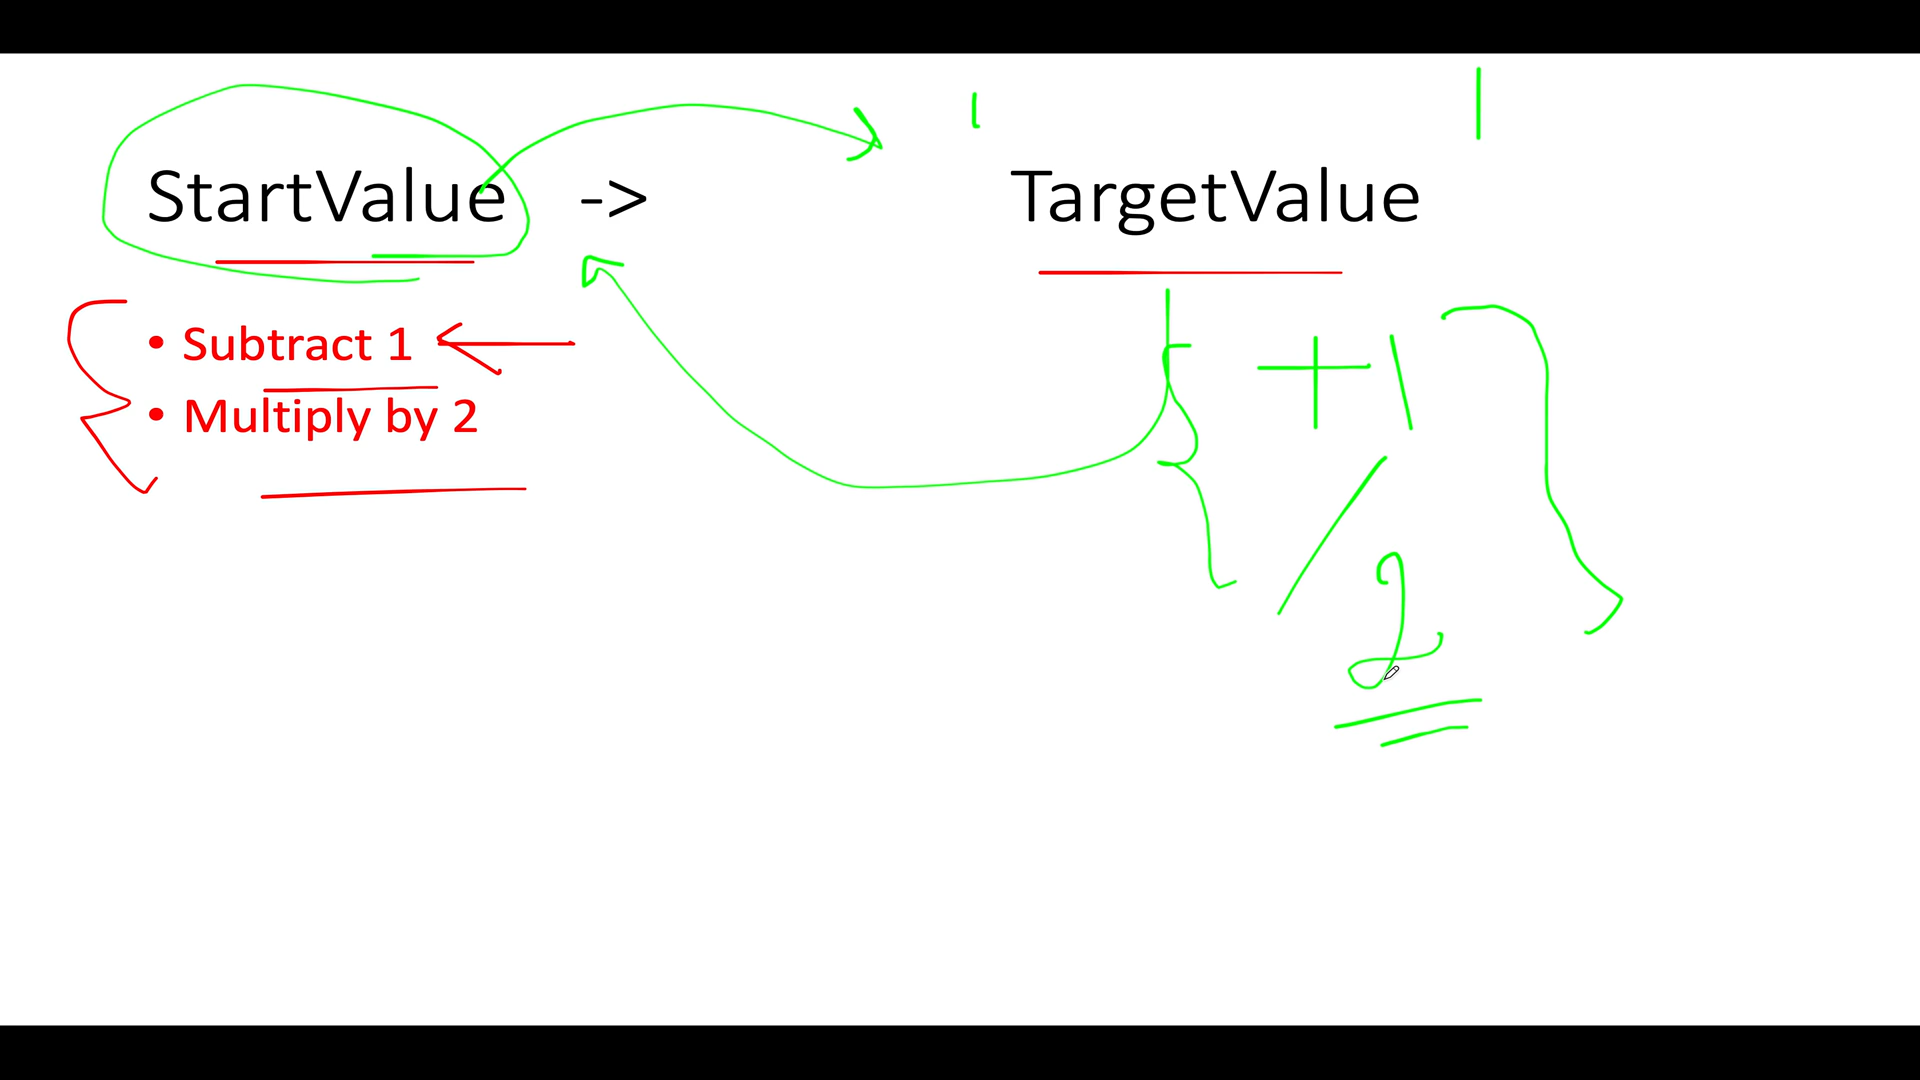 StartValue -> TargetValue
• Subtract 1
• Multiply by 2
+1
/
2